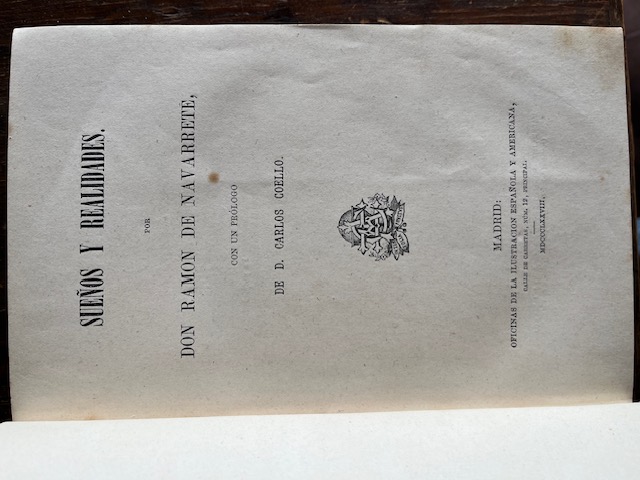 SUEÑOS Y REALIDADES,
POR
DON RAMON DE NAVARRETE,
CON UN PRÓLOGO
DE D. CARLOS COELLO.
MADRID:
OFICINAS DE LA ILUSTRACION ESPAÑOLA Y AMERICANA,
CALLE DE CARRETAS, NÚM. 12, PRINCIPAL.
MDCCCLXXVIII.